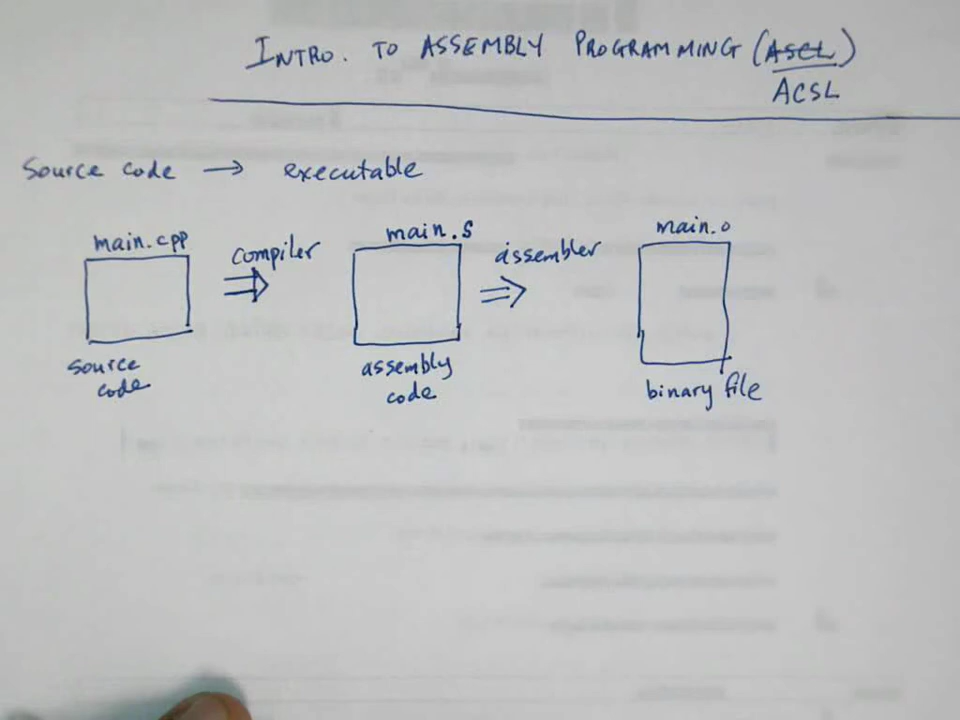 INTRO. TO ASSEMBLY PROGRAMMING (ASCL)
ACSL
Source code → executable
main.cpp
compiler
main.s
assembler
main.o
source
code
assembly
code
binary file